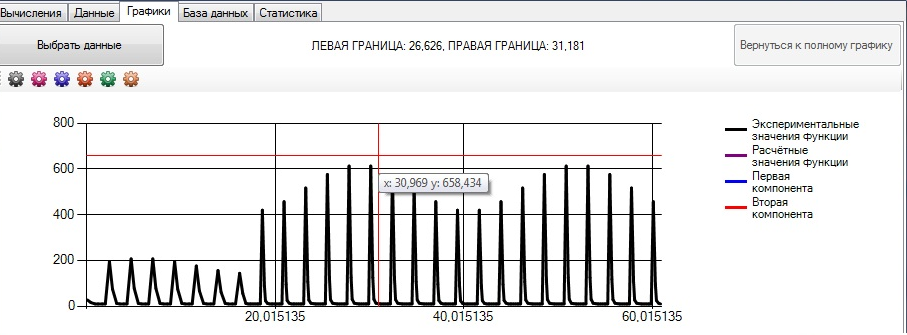 Вычисления Данные Графики База данных Статистика
Выбрать данные ЛЕВАЯ ГРАНИЦА: 26,626, ПРАВАЯ ГРАНИЦА: 31,181 Вернуться к полному графику
800
600
400
200
0
x: 30,969 y: 658,434
20,015135 40,015135 60,015135
Экспериментальные
значения функции
Расчётные
значения функции
Первая
компонента
Вторая
компонента